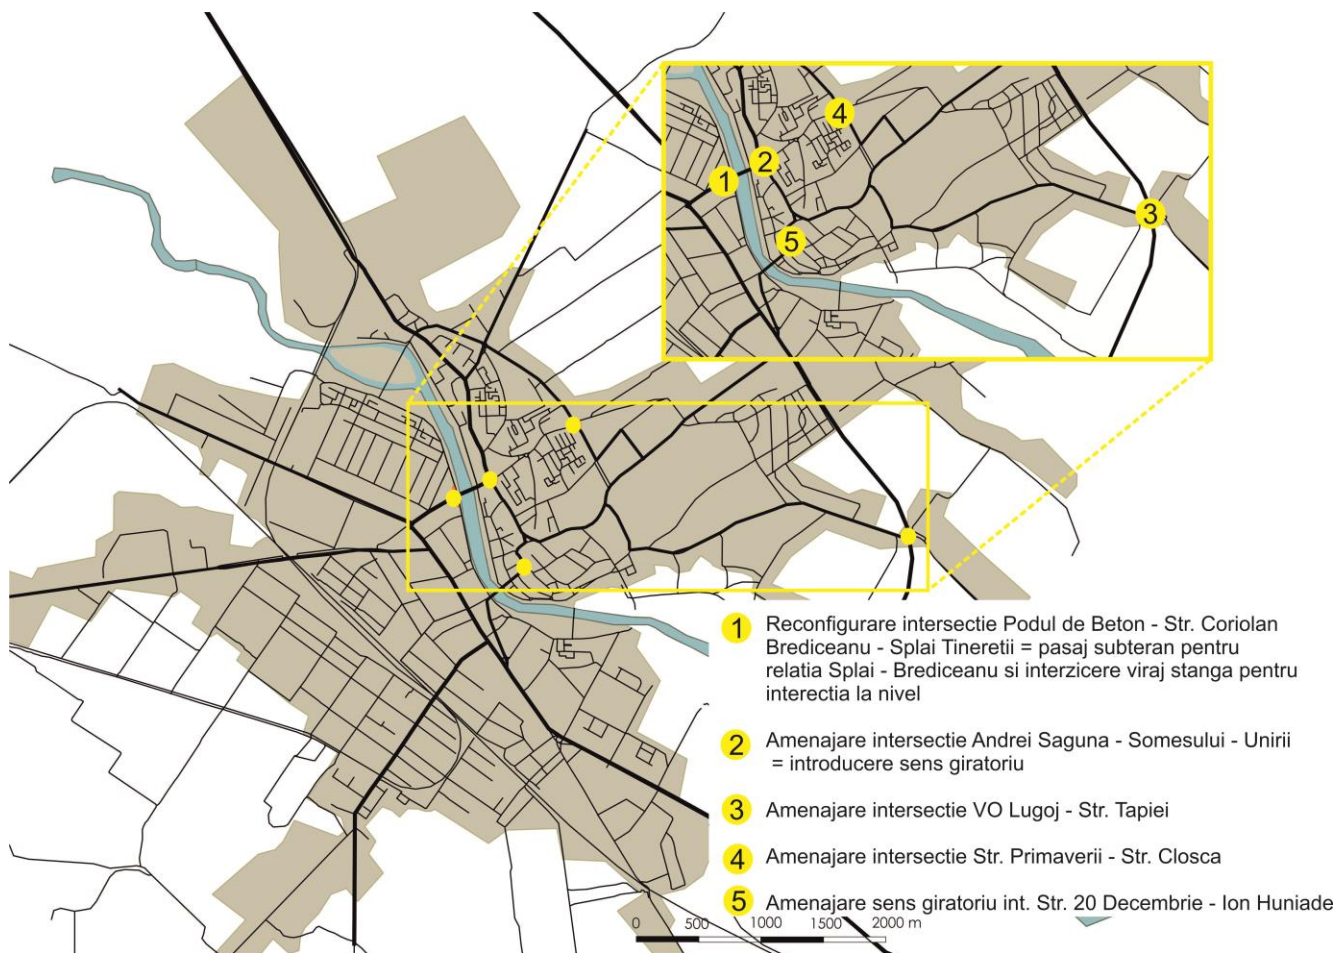 4
2
1
3
5
1 Reconfigurare intersectie Podul de Beton - Str. Coriolan
Brediceanu - Splai Tineretii = pasaj subteran pentru
relatia Splai - Brediceanu si interzicere viraj stanga pentru
interectia la nivel
2 Amenajare intersectie Andrei Saguna - Somesului - Unirii
= introducere sens giratoriu
3 Amenajare intersectie VO Lugoj - Str. Tapiei
4 Amenajare intersectie Str. Primaverii - Str. Closca
5 Amenajare sens giratoriu int. Str. 20 Decembrie - Ion Huniade
0 500 1000 1500 2000 m